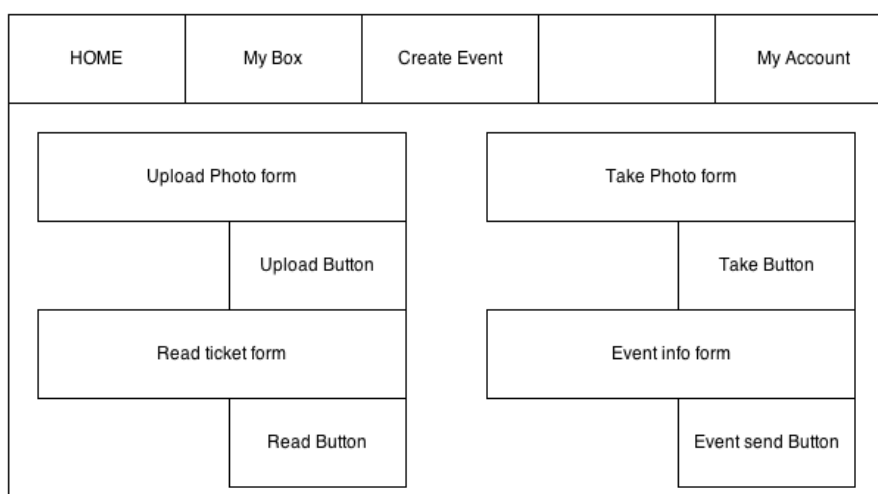 HOME
My Box
Create Event
My Account
Upload Photo form
Take Photo form
Upload Button
Take Button
Read ticket form
Event info form
Read Button
Event send Button